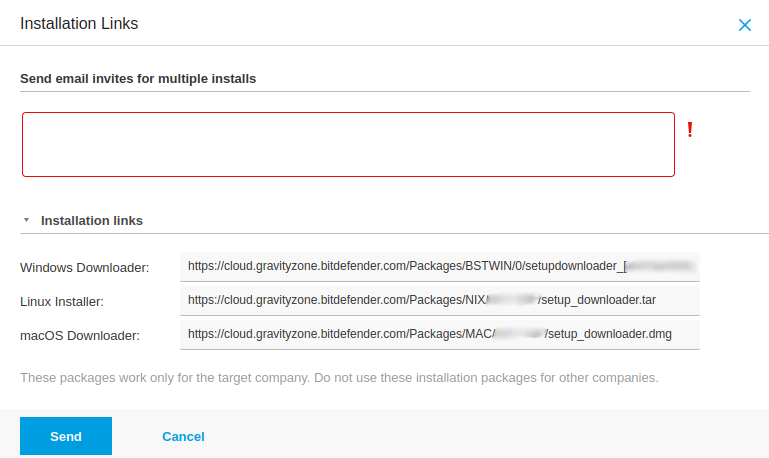 Installation Links
Send email invites for multiple installs
!
Installation links
Windows Downloader: https://cloud.gravityzone.bitdefender.com/Packages/BSTWIN/0/setupdownloader_[
Linux Installer: https://cloud.gravityzone.bitdefender.com/Packages/NIX/ /setup_downloader.tar
macOS Downloader: https://cloud.gravityzone.bitdefender.com/Packages/MAC/ /setup_downloader.dmg
These packages work only for the target company. Do not use these installation packages for other companies.
Send Cancel